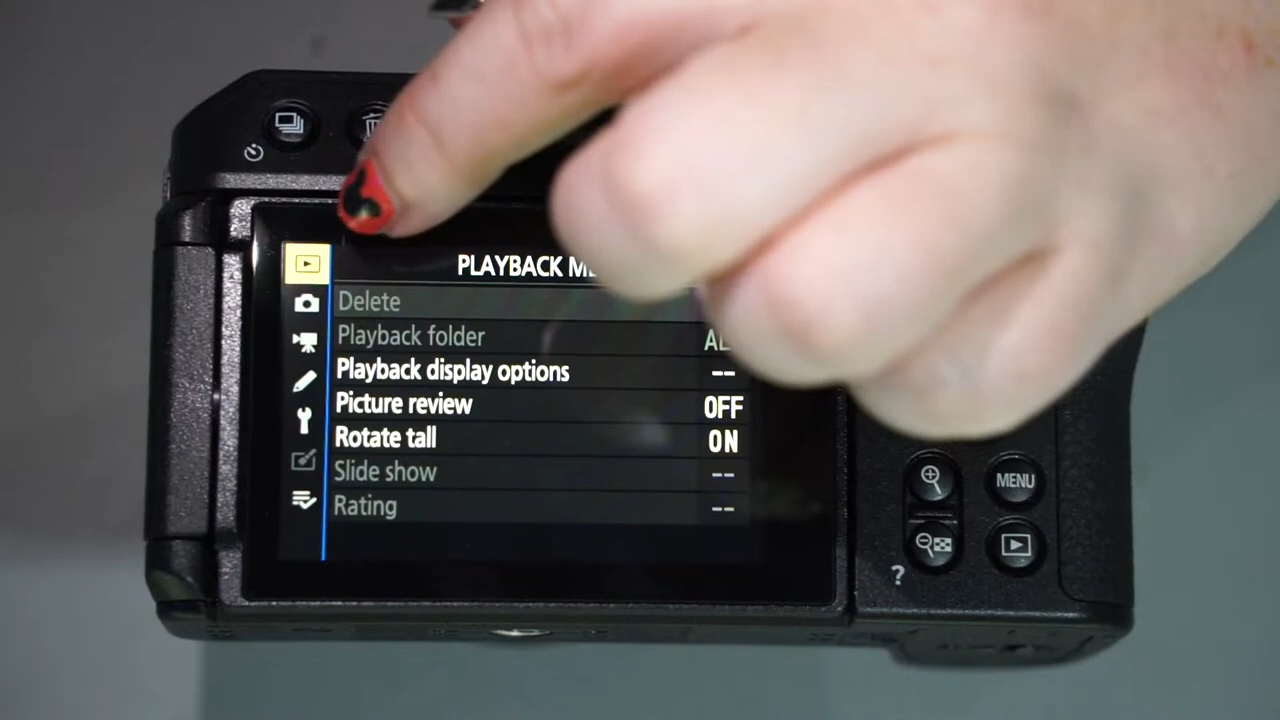 PLAYBACK
Delete
Playback folder
Playback display options --
Picture review OFF
Rotate tall ON
Slide show --
Rating --
MENU
?